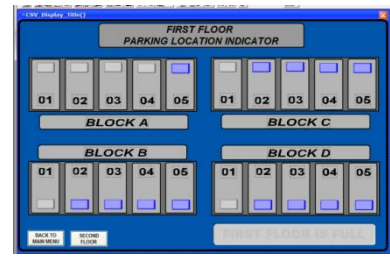 ~CSV_Display_Title()
FIRST FLOOR
PARKING LOCATION INDICATOR
01 02 03 04 05
01 02 03 04 05
BLOCK A
BLOCK C
BLOCK B
BLOCK D
01 02 03 04 05
01 02 03 04 05
BACK TO
MAIN MENU
SECOND
FLOOR
FIRST FLOOR IS FULL